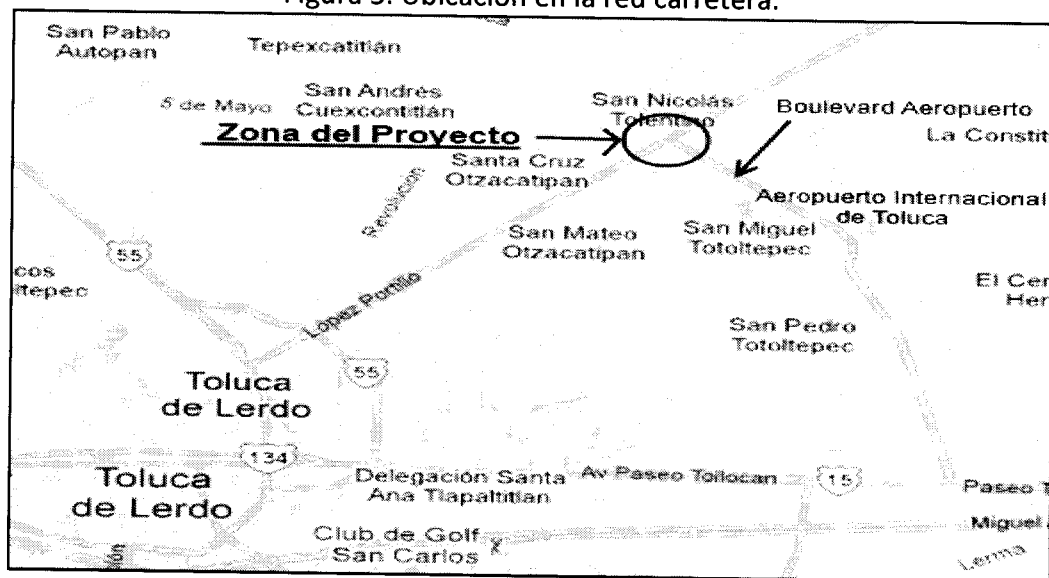 Figura 3. Ubicación en la red carretera.
San Pablo
Autopan
Tepexcatitlán
5 de Mayo
San Andrés
Cuexcontitlán
San Nicolás
Tolentino
Boulevard Aeropuerto
La Constit
Zona del Proyecto
Santa Cruz
Otzacatipan
Revolución
Aeropuerto Internacional
de Toluca
San Mateo
Otzacatipan
San Miguel
Totoltepec
55
cos
ltepec
López Portillo
El Cer
Her
San Pedro
Totoltepec
55
Toluca
de Lerdo
134
Toluca
de Lerdo
Delegación Santa
Ana Tlapaltitlán
Av Paseo Tollocan
15
Paseo T
Miguel
Club de Golf
San Carlos
Lerma